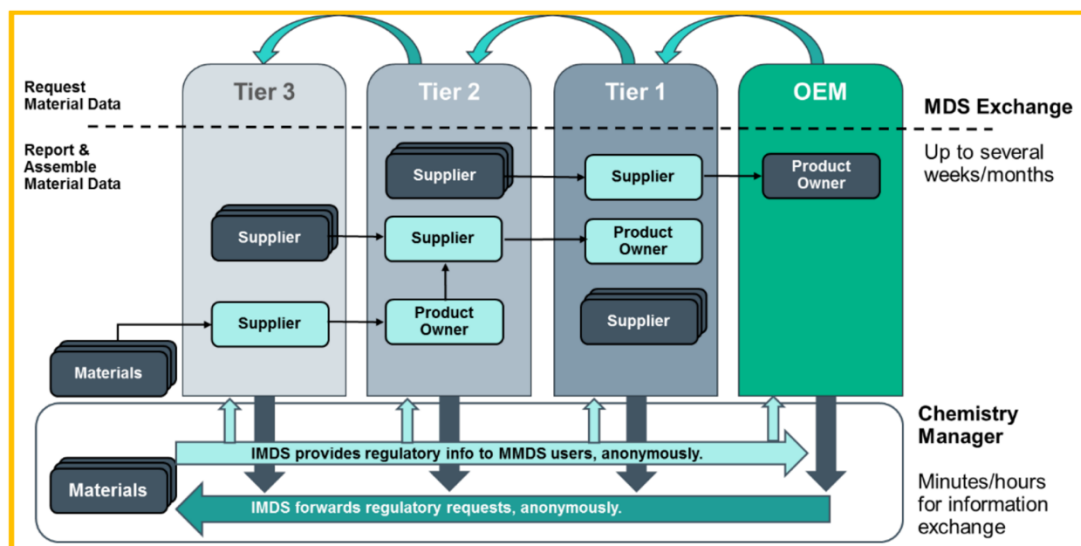 Tier 3
Tier 2
Tier 1
OEM
Request
Material Data
MDS Exchange
Report &
Assemble
Material Data
Up to several
weeks/months
Supplier
Supplier
Product
Owner
Supplier
Supplier
Product
Owner
Supplier
Product
Owner
Supplier
Materials
Chemistry
Manager
IMDS provides regulatory info to MMDS users, anonymously.
Materials
IMDS forwards regulatory requests, anonymously.
Minutes/hours
for information
exchange